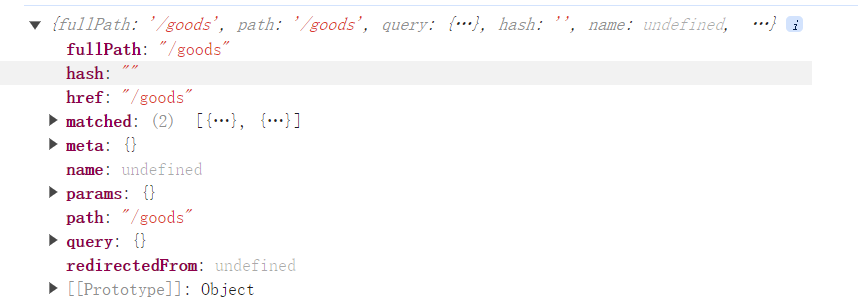 {fullPath: '/goods', path: '/goods', query: {…}, hash: '', name: undefined, …} i
fullPath: "/goods"
hash: ""
href: "/goods"
matched: (2) [{…}, {…}]
meta: {}
name: undefined
params: {}
path: "/goods"
query: {}
redirectedFrom: undefined
[[Prototype]]: Object